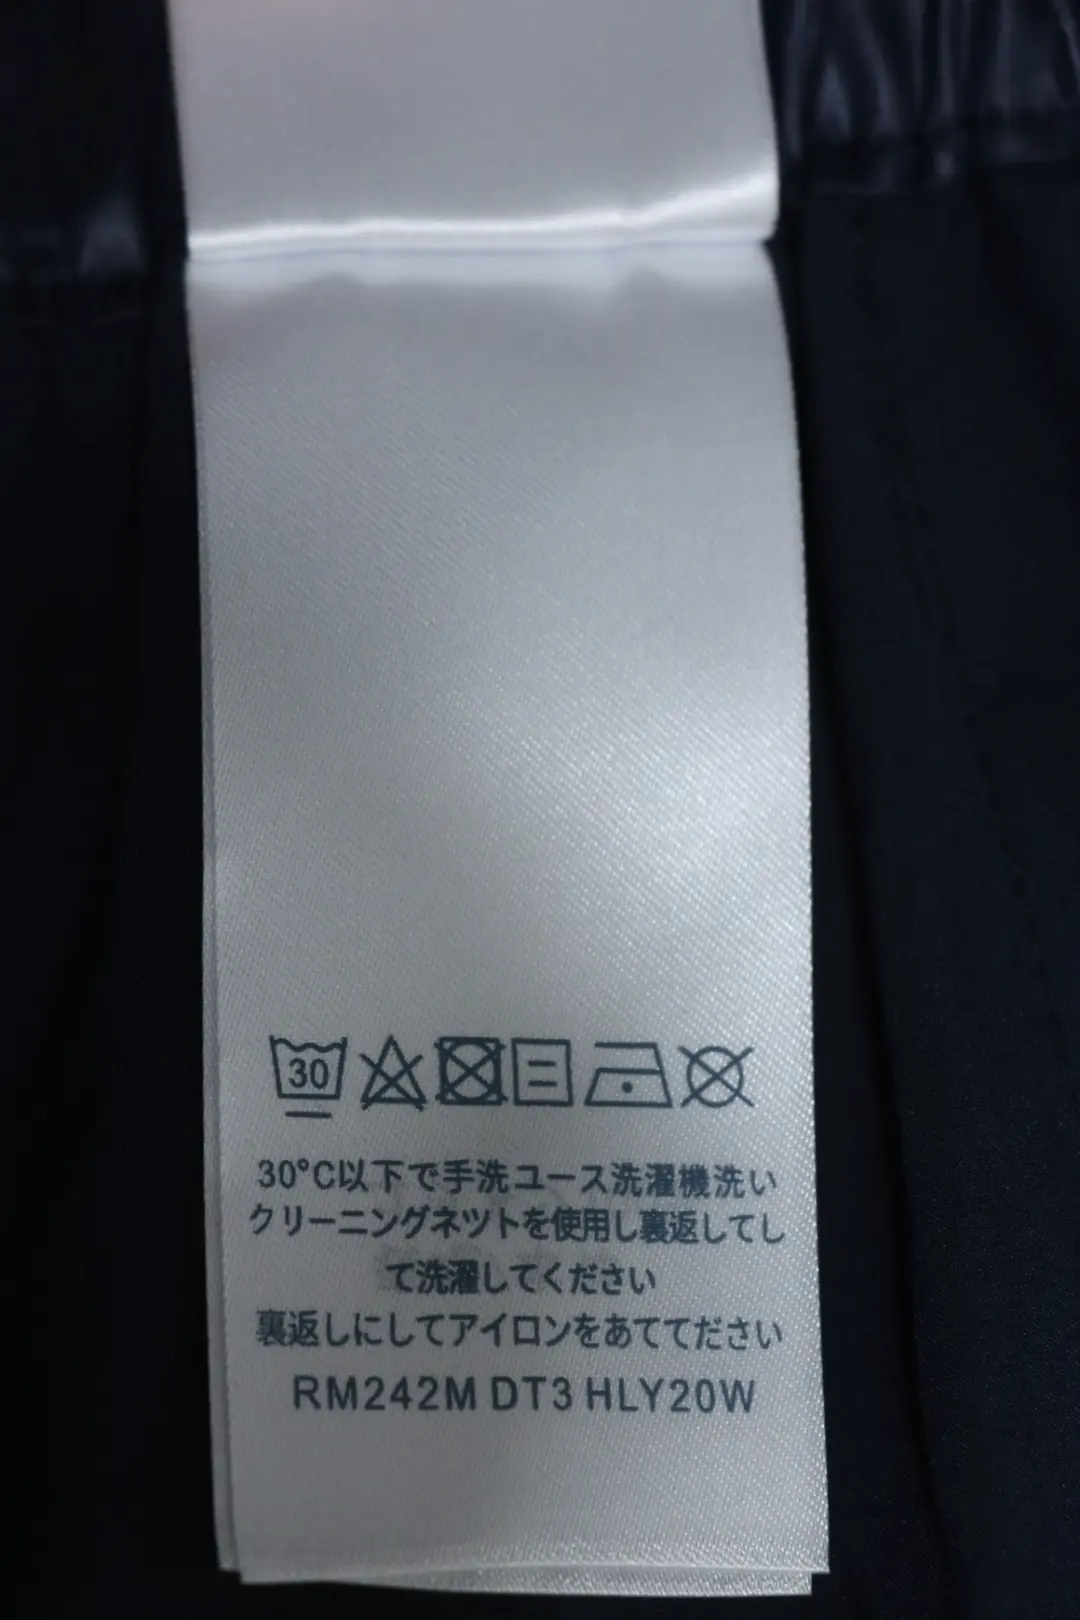 30
30°C以下で手洗ユース洗濯機洗い
クリーニングネツトを使用し裏返してし
て洗濯してください
裏返しにしてアイロンをあててださい
RM242M DT3 HLY20W